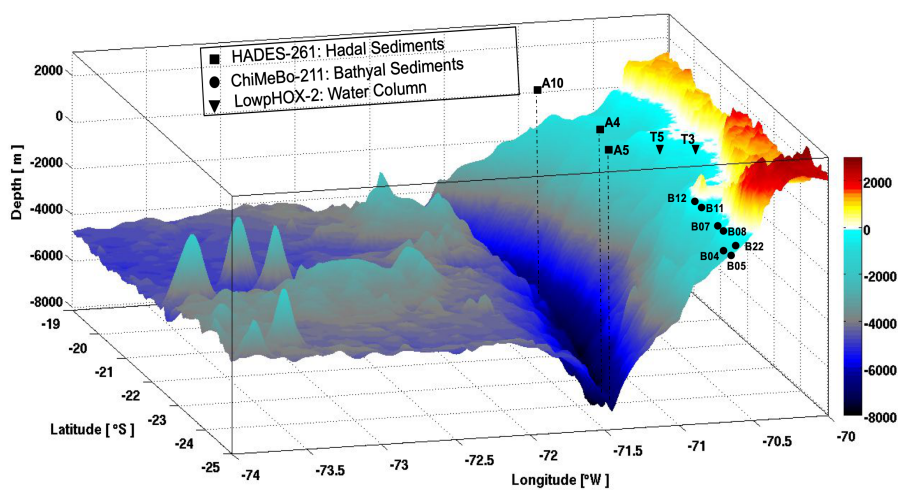 HADES-261: Hadal Sediments
ChiMeBo-211: Bathyal Sediments
LowpHOX-2: Water Column
A10
A4
A5
T5
T3
B12
B11
B07
B08
B22
B04
B05
Depth [ m]
2000
0
-2000
-4000
-6000
-8000
Latitude [ °S]
-19
-20
-21
-22
-23
-24
-25
Longitude [°W]
-74
-73.5
-73
-72.5
-72
-71.5
-71
-70.5
-70
2000
0
-2000
-4000
-6000
-8000